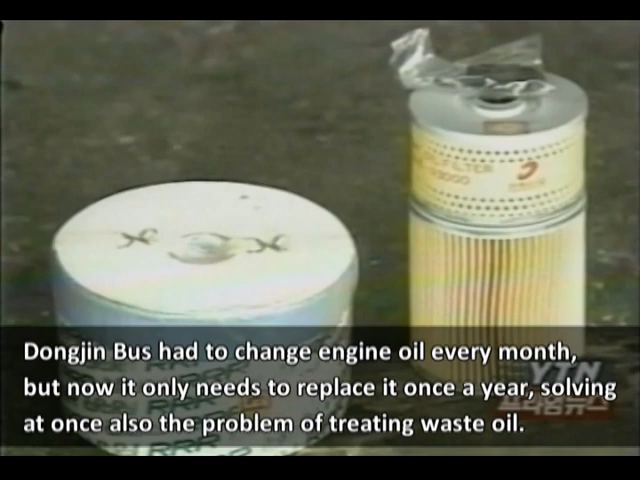 FILTER
Dongjin Bus had to change engine oil every month,
but now it only needs to replace it once a year, solving
at once also the problem of treating waste oil.
YTN